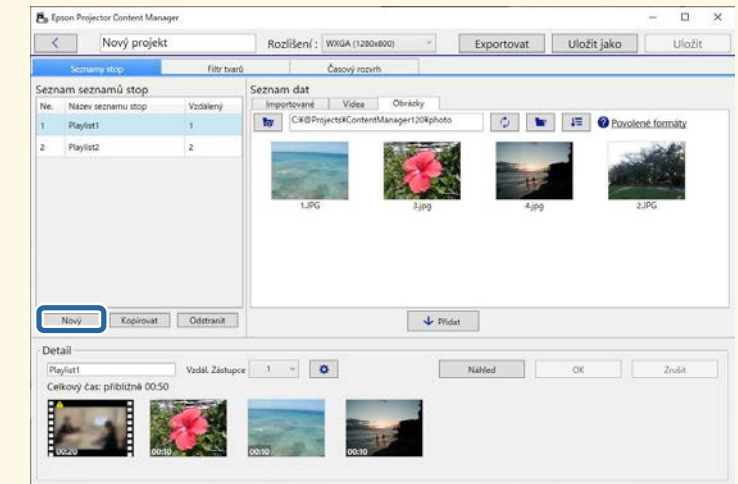 Epson Projector Content Manager
Nový projekt Rozlišení : WXGA (1280x800) Exportovat Uložit jako Uložit
Seznamy stop Filtr tvarů Časový rozvrh
Seznam seznamů stop Seznam dat
Ne. Název seznamu stop Vzdálený Importované Videa Obrázky
1 Playlist1 1 C:¥@Projects¥ContentManager120¥photo Povolené formáty
2 Playlist2 2
1.JPG 3.jpg 4.jpg 2.JPG
Nový Kopírovat Odstranit Přidat
Detail
Playlist1 Vzdál. Zástupce 1 Náhled OK Zrušit
Celkový čas: přibližně 00:50
00:20 00:10 00:10 00:10